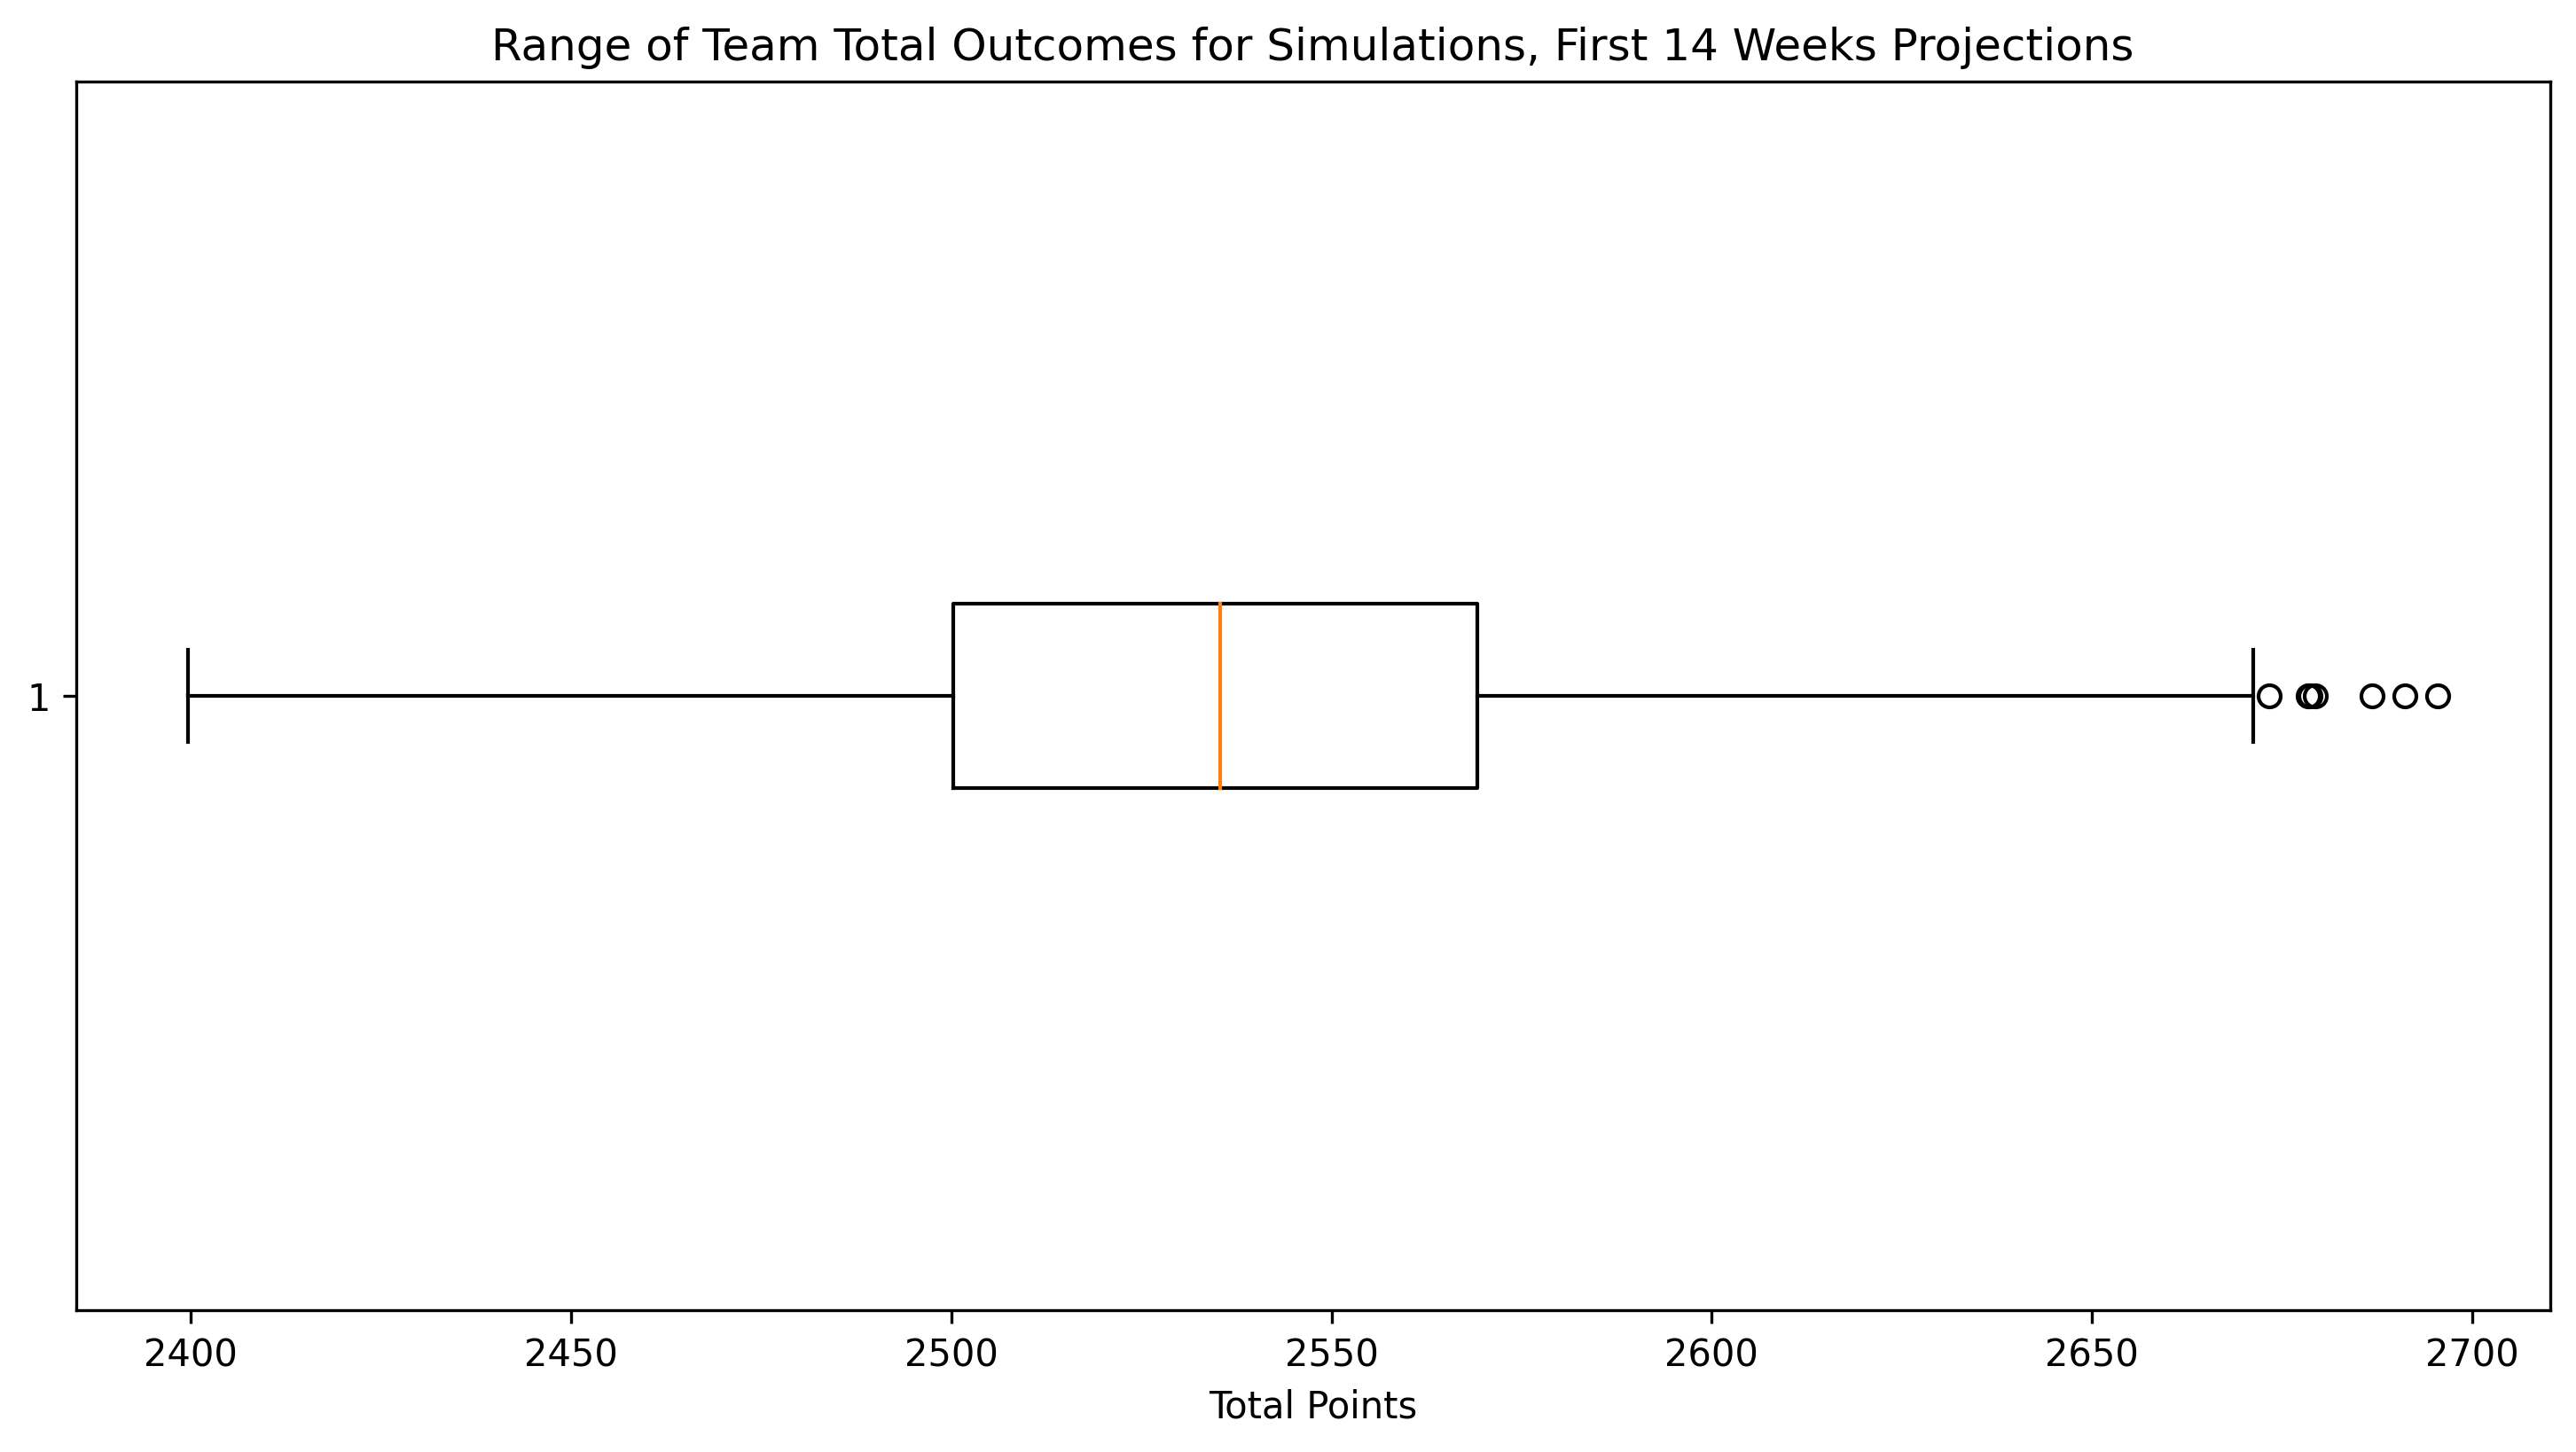 Range of Team Total Outcomes for Simulations, First 14 Weeks Projections
1
2400 2450 2500 2550 2600 2650 2700
Total Points